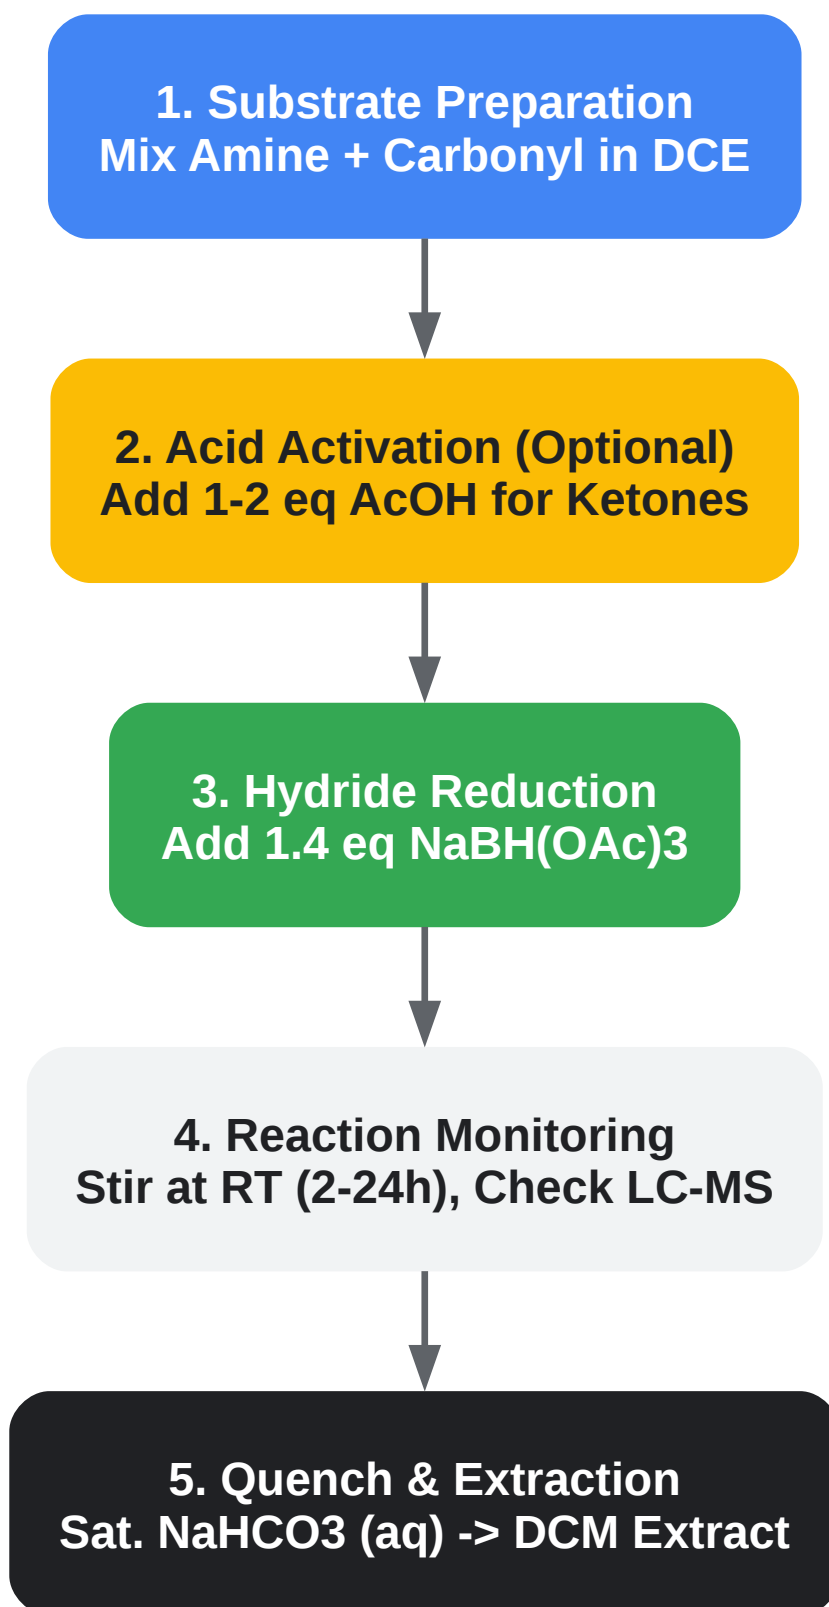 1. Substrate Preparation
Mix Amine + Carbonyl in DCE
2. Acid Activation (Optional)
Add 1-2 eq AcOH for Ketones
3. Hydride Reduction
Add 1.4 eq NaBH(OAc)3
4. Reaction Monitoring
Stir at RT (2-24h), Check LC-MS
5. Quench & Extraction
Sat. NaHCO3 (aq) -> DCM Extract